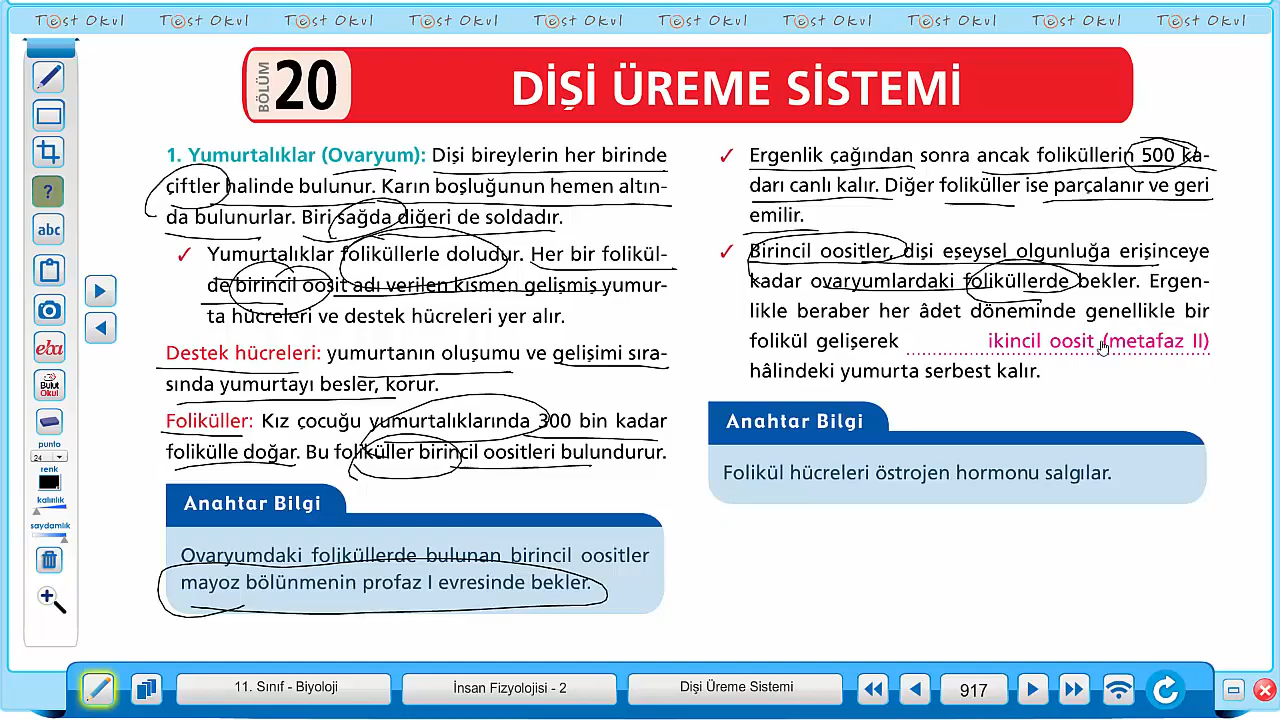 Test Okul Test Okul Test Okul Test Okul Test Okul Test Okul Test Okul Test Okul Test Okul Test Okul
BÖLÜM 20 DİŞİ ÜREME SİSTEMİ
1. Yumurtalıklar (Ovaryum): Dişi bireylerin her birinde
çiftler halinde bulunur. Karın boşluğunun hemen altın-
da bulunurlar. Biri sağda diğeri de soldadır.
✓ Yumurtalıklar foliküllerle doludur. Her bir folikül-
de birincil oosit adı verilen kısmen gelişmiş yumur-
ta hücreleri ve destek hücreleri yer alır.
Destek hücreleri: yumurtanın oluşumu ve gelişimi sıra-
sında yumurtayı besler, korur.
Foliküller: Kız çocuğu yumurtalıklarında 300 bin kadar
folikülle doğar. Bu foliküller birincil oositleri bulundurur.
Anahtar Bilgi
Ovaryumdaki foliküllerde bulunan birincil oositler
mayoz bölünmenin profaz I evresinde bekler.
✓ Ergenlik çağından sonra ancak foliküllerin 500 ka-
darı canlı kalır. Diğer foliküller ise parçalanır ve geri
emilir.
✓ Birincil oositler, dişi eşeysel olgunluğa erişinceye
kadar ovaryumlardaki foliküllerde bekler. Ergen-
likle beraber her âdet döneminde genellikle bir
folikül gelişerek ikincil oosit (metafaz II)
hâlindeki yumurta serbest kalır.
Anahtar Bilgi
Folikül hücreleri östrojen hormonu salgılar.
?
abc
eba
Bulut
Okul
punto
24
renk
kalınlık
saydamlık
11. Sınıf - Biyoloji İnsan Fizyolojisi - 2 Dişi Üreme Sistemi 917